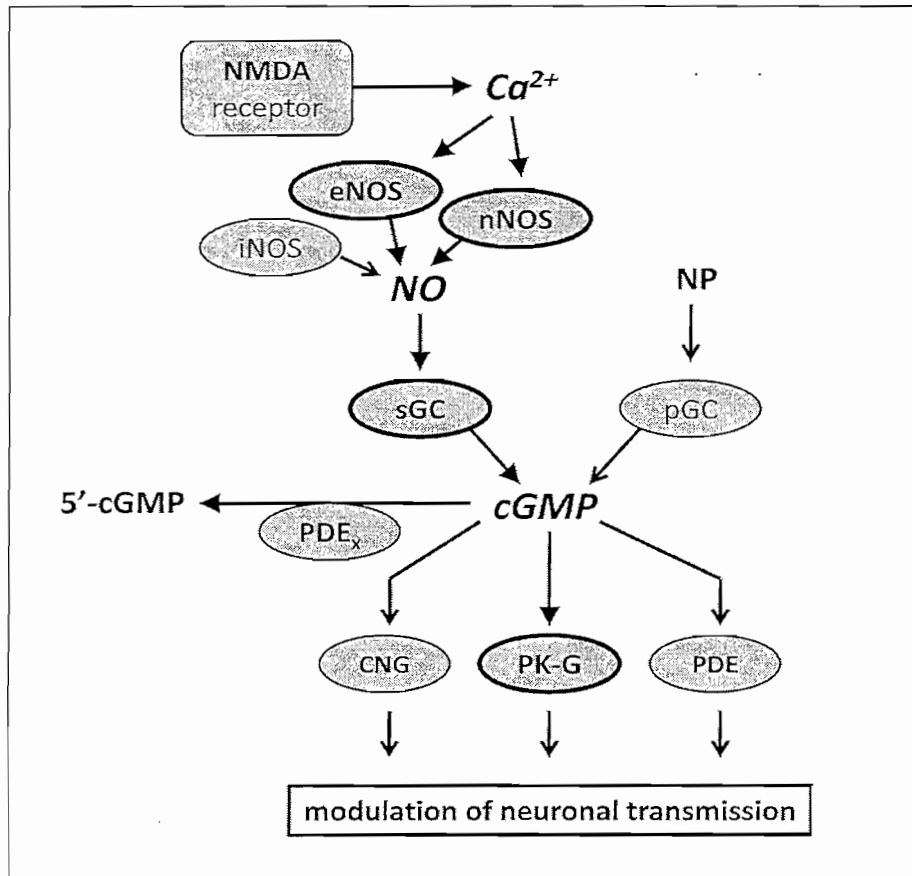 NMDA
receptor
Ca²⁺
eNOS
nNOS
iNOS
NO
NP
sGC
pGC
5’-cGMP
cGMP
PDEₓ
CNG
PK-G
PDE
modulation of neuronal transmission